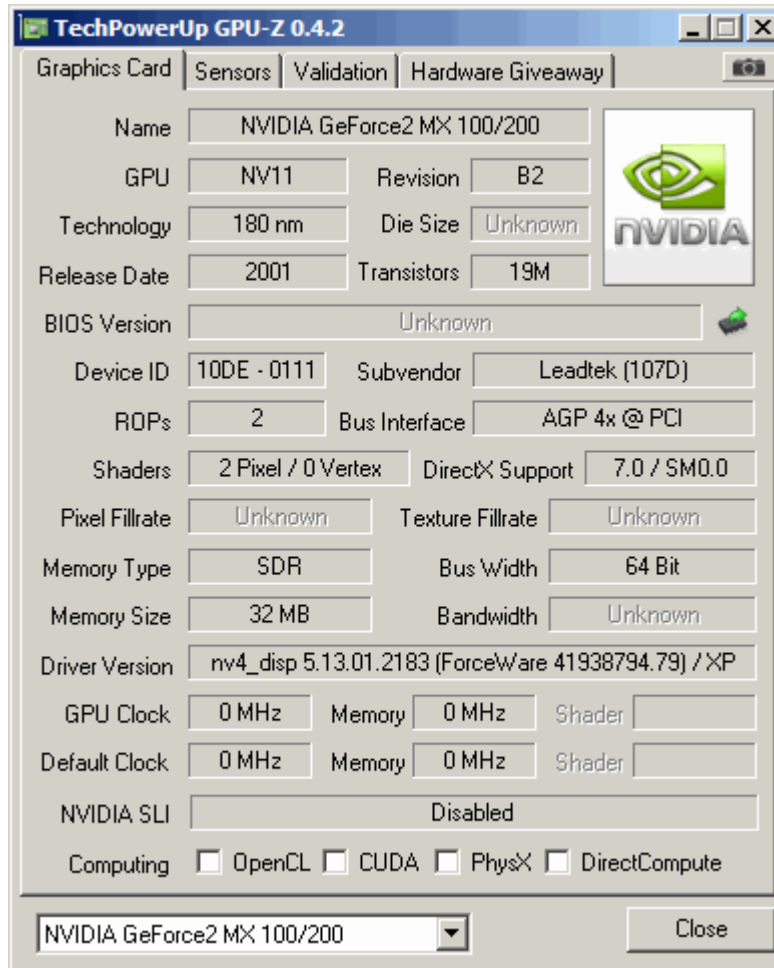 TechPowerUp GPU-Z 0.4.2
Graphics Card Sensors Validation Hardware Giveaway
Name NVIDIA GeForce2 MX 100/200
GPU NV11 Revision B2
Technology 180 nm Die Size Unknown
NVIDIA
Release Date 2001 Transistors 19M
BIOS Version Unknown
Device ID 10DE - 0111 Subvendor Leadtek (107D)
ROPs 2 Bus Interface AGP 4x @ PCI
Shaders 2 Pixel / 0 Vertex DirectX Support 7.0 / SM0.0
Pixel Fillrate Unknown Texture Fillrate Unknown
Memory Type SDR Bus Width 64 Bit
Memory Size 32 MB Bandwidth Unknown
Driver Version nv4_disp 5.13.01.2183 (ForceWare 41938794.79) / XP
GPU Clock 0 MHz Memory 0 MHz Shader
Default Clock 0 MHz Memory 0 MHz Shader
NVIDIA SLI Disabled
Computing OpenCL CUDA PhysX DirectCompute
NVIDIA GeForce2 MX 100/200 Close